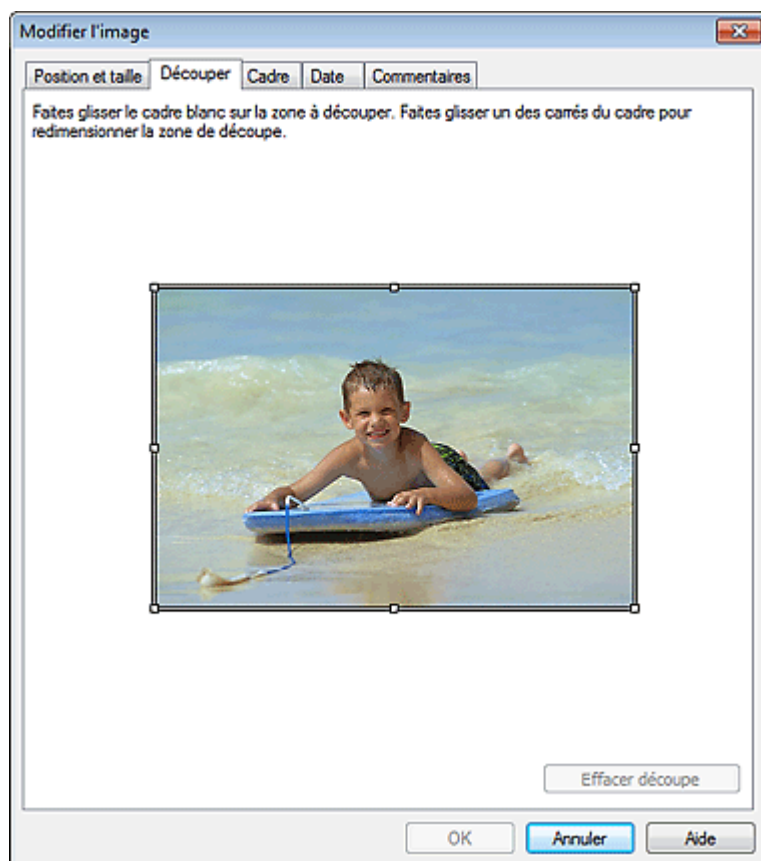 Modifier l'image
Position et taille Découper Cadre Date Commentaires
Faites glisser le cadre blanc sur la zone à découper. Faites glisser un des carrés du cadre pour
redimensionner la zone de découpe.
Effacer découpe
OK Annuler Aide